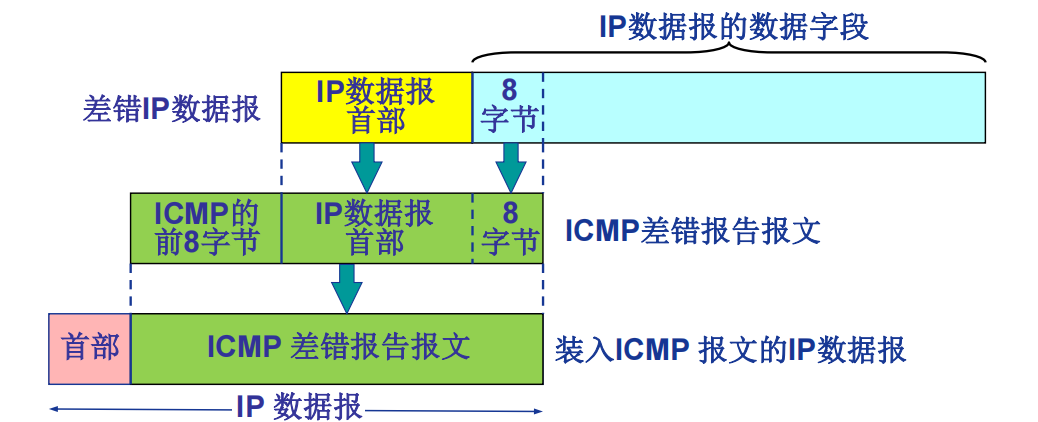 IP数据报的数据字段
差错IP数据报
IP数据报
首部
8
字节
ICMP的
前8字节
IP数据报
首部
8
字节
ICMP差错报告报文
首部
ICMP 差错报告报文
装入ICMP 报文的IP数据报
IP 数据报